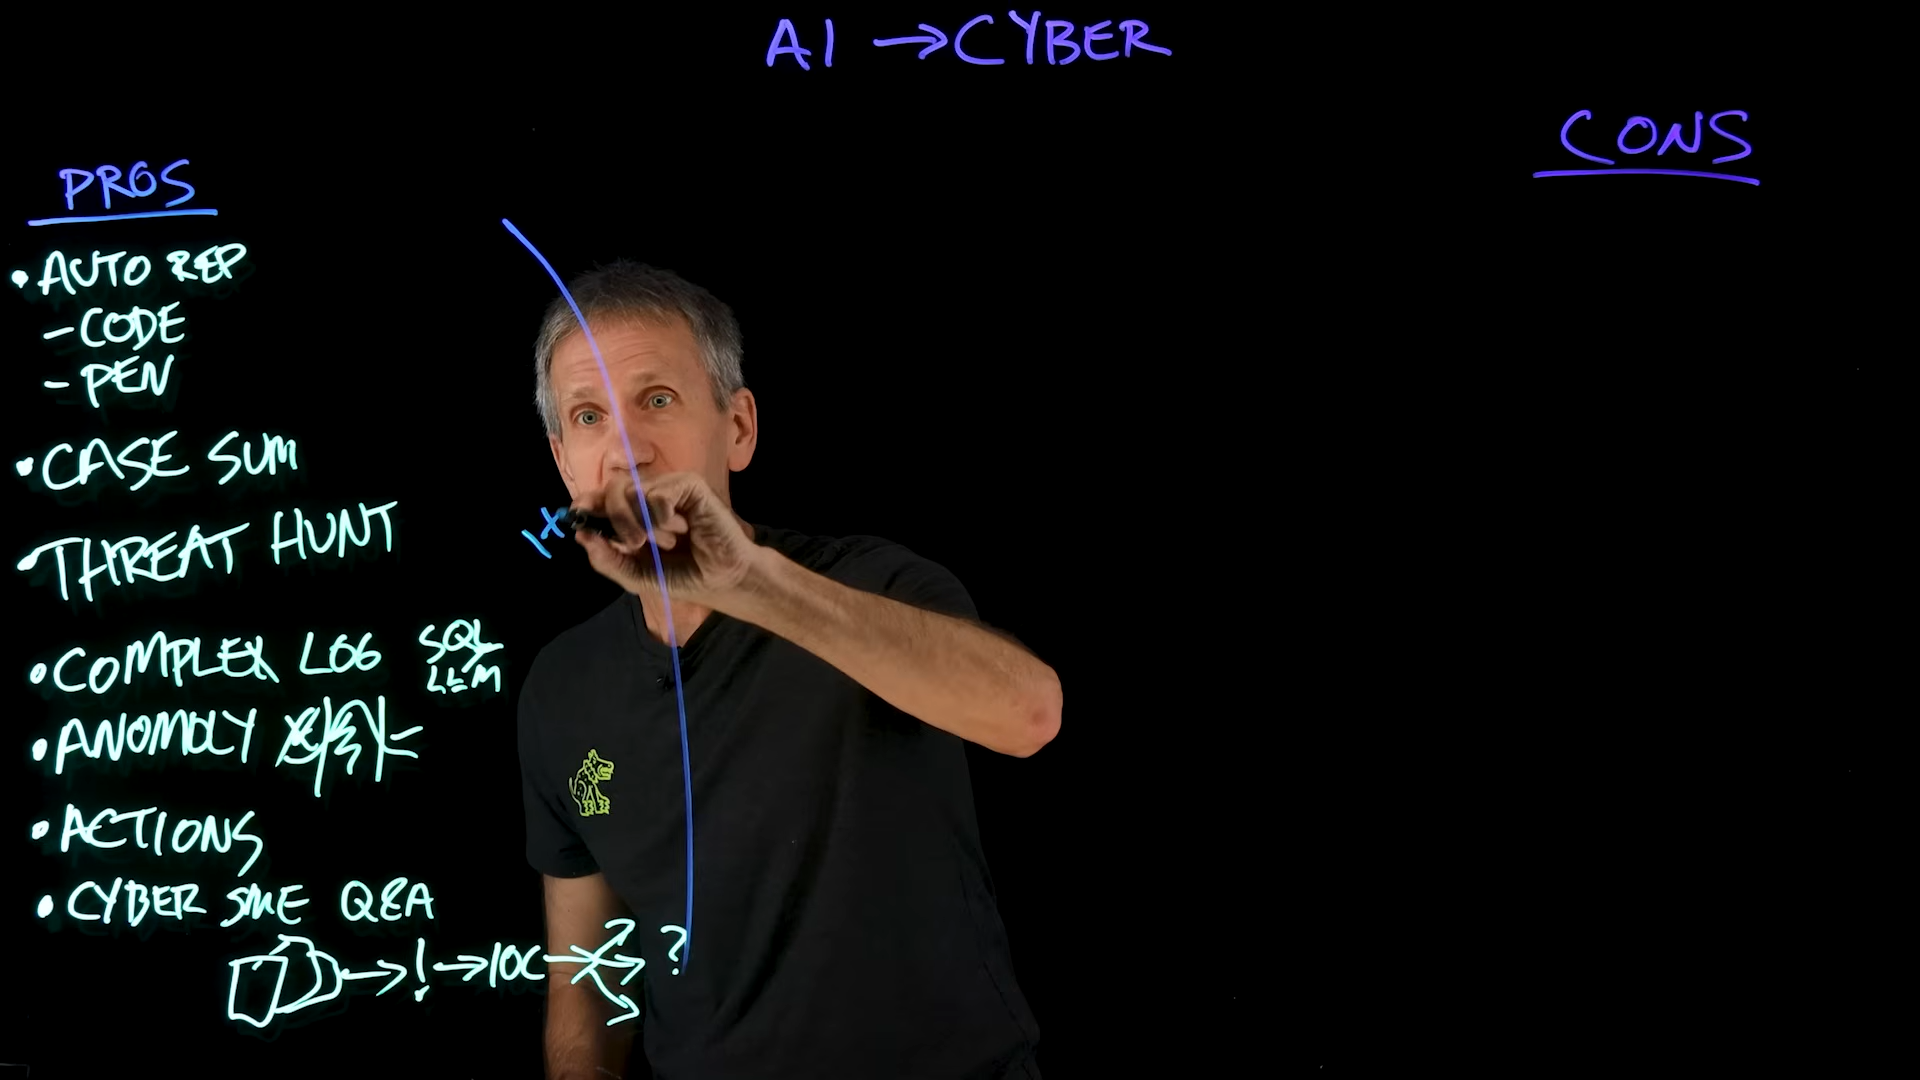 AI → CYBER
CONS
PROS
• AUTO REP
- CODE
- PEN
• CASE SUM
• THREAT HUNT
• COMPLEX LOG SQL
LLM
• ANOMOLY
• ACTIONS
• CYBER SME Q&A
→ ! → IOC → ?